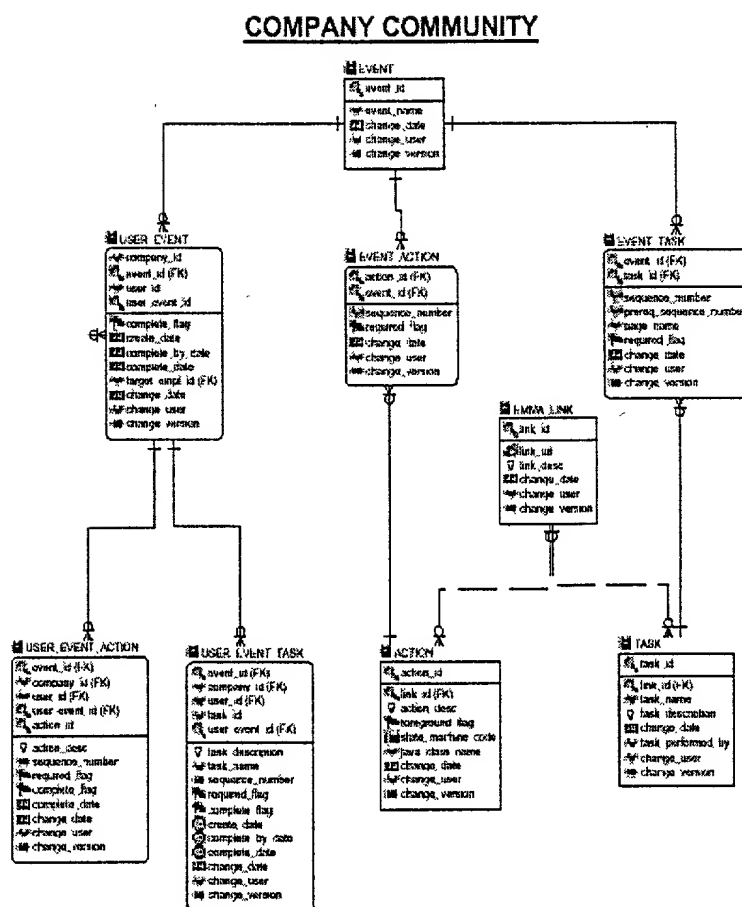 COMPANY COMMUNITY
EVENT
event_id
event_name
change_date
change_user
change_version
USER_EVENT
company_id
event_id (FK)
user_id
user_event_id
complete_flag
create_date
complete_by_date
complete_date
target_empl_id (FK)
change_date
change_user
change_version
EVENT_ACTION
action_id (FK)
event_id (FK)
sequence_number
required_flag
change_date
change_user
change_version
EVENT_TASK
event_id (FK)
task_id (FK)
sequence_number
prereq_sequence_number
page_name
required_flag
change_date
change_user
change_version
EMMA_LINK
link_id
link_url
link_desc
change_date
change_user
change_version
USER_EVENT_ACTION
event_id (FK)
company_id (FK)
user_id (FK)
user_event_id (FK)
action_id
action_desc
sequence_number
required_flag
complete_flag
complete_date
change_date
change_user
change_version
USER_EVENT_TASK
event_id (FK)
company_id (FK)
user_id (FK)
task_id
user_event_id (FK)
task_description
task_name
sequence_number
required_flag
complete_flag
create_date
complete_by_date
complete_date
change_date
change_user
change_version
ACTION
action_id
link_id (FK)
action_desc
foreground_flag
state_machine_code
java_class_name
change_date
change_user
change_version
TASK
task_id
link_id (FK)
task_name
task_description
change_date
task_performed_by
change_user
change_version